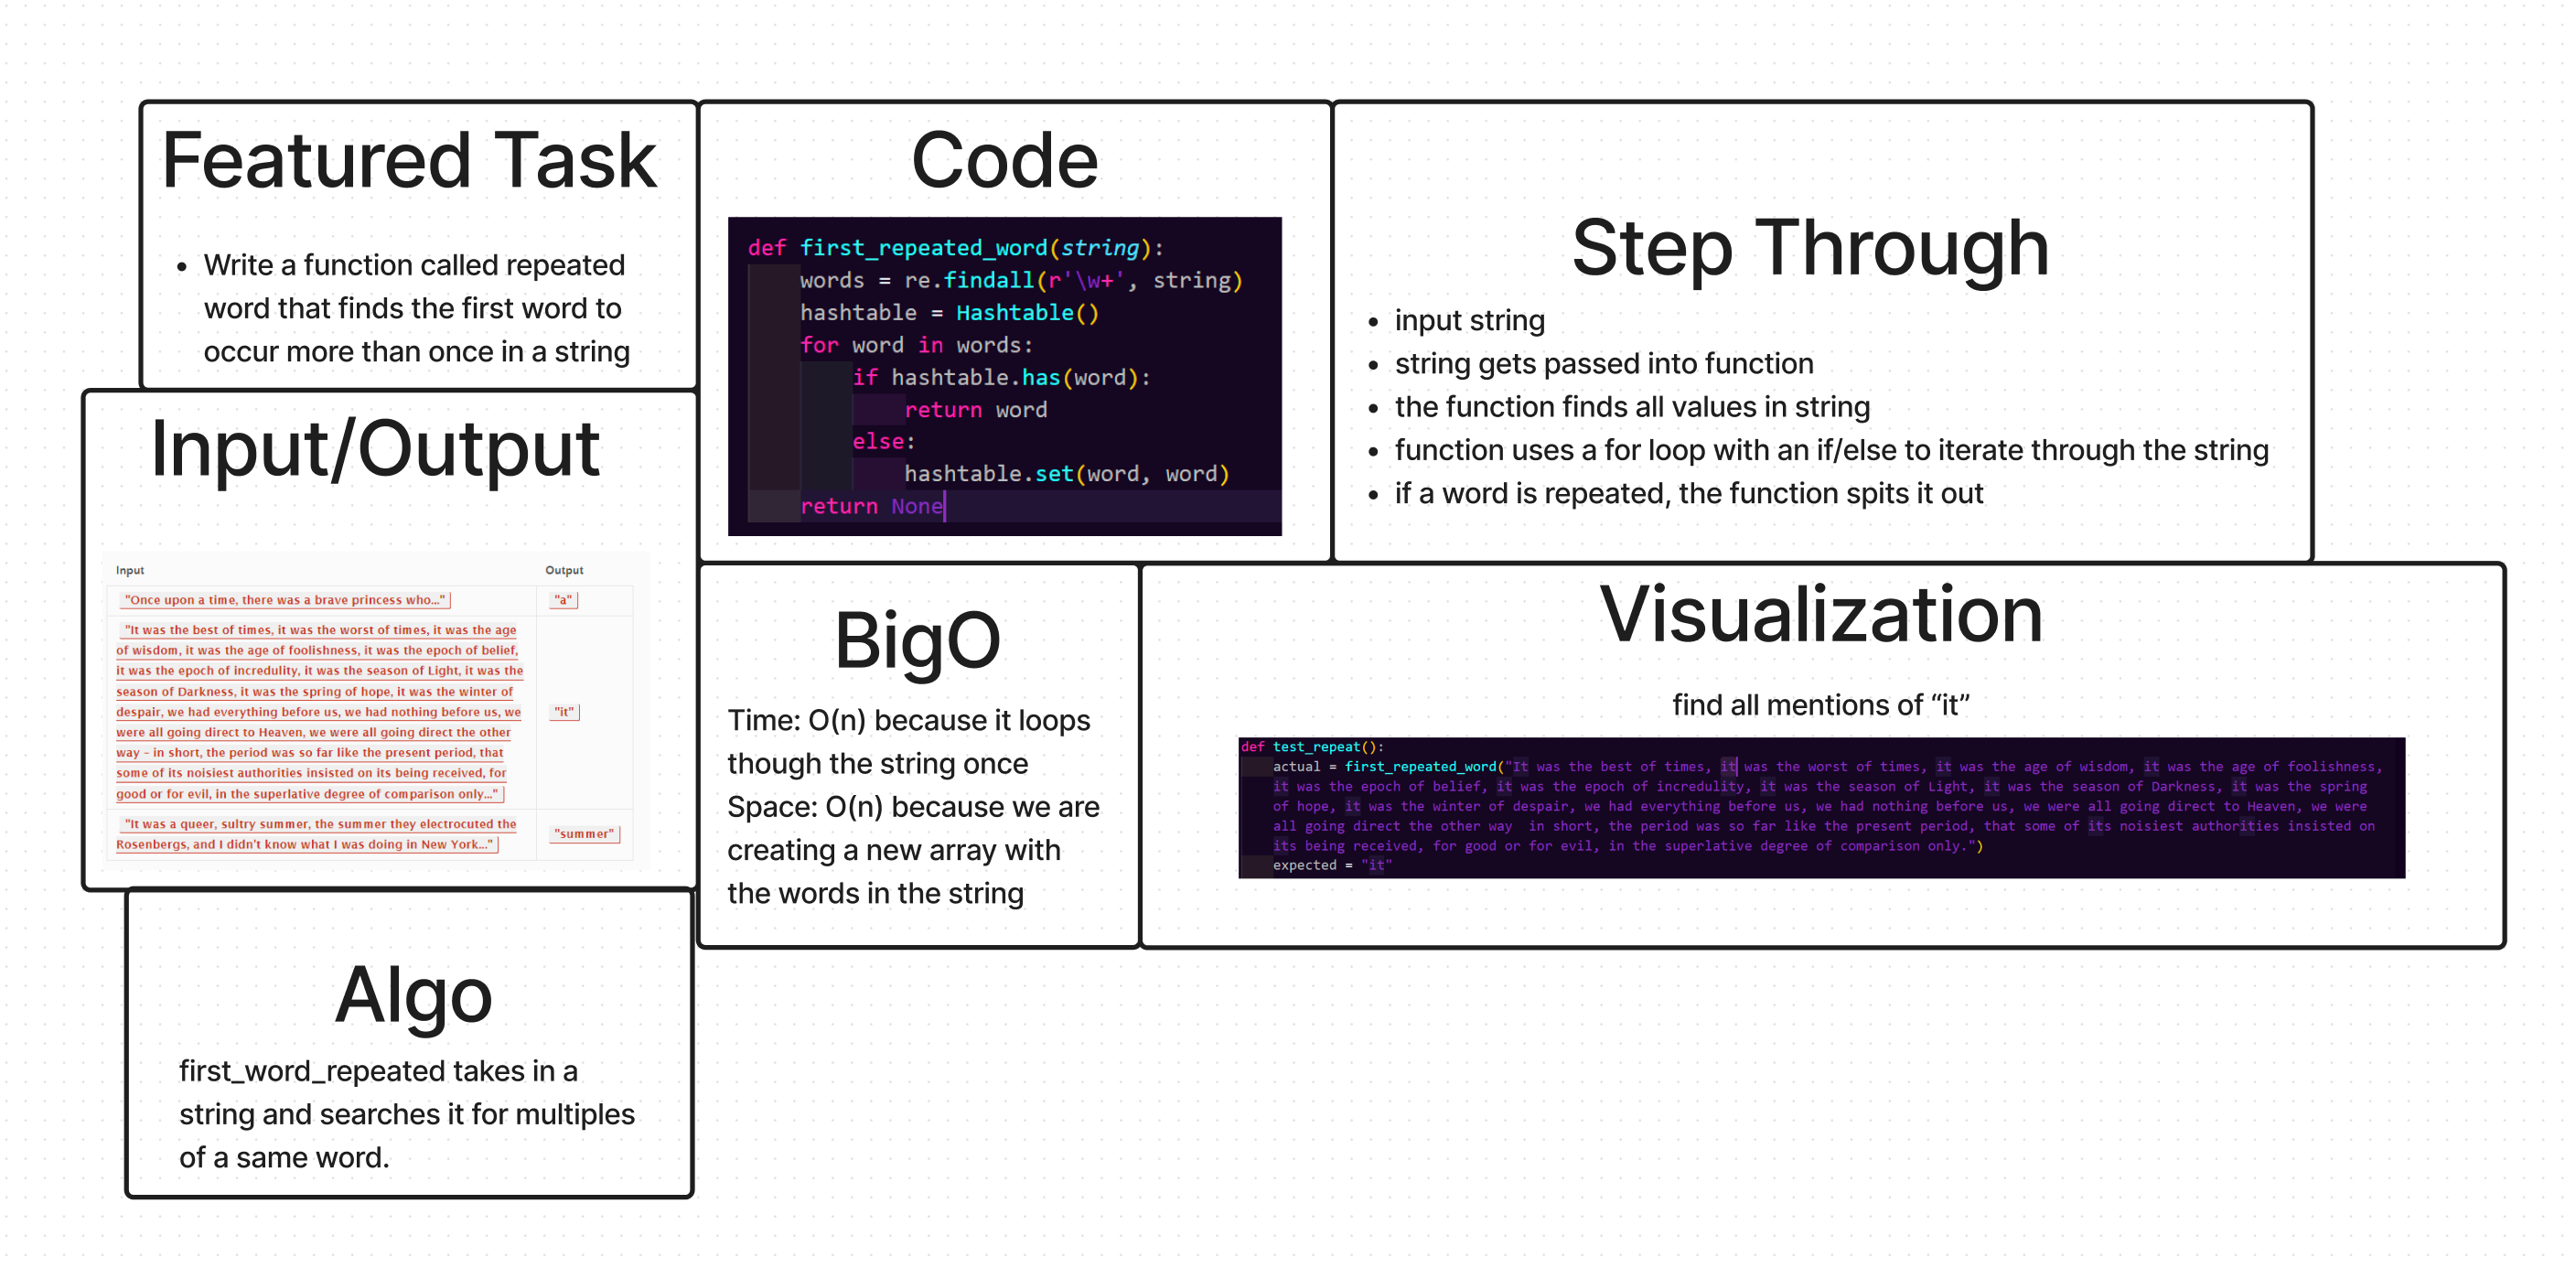 Featured Task
• Write a function called repeated
word that finds the first word to
occur more than once in a string
Input/Output
Input Output
"Once upon a time, there was a brave princess who..." "a"
"It was the best of times, it was the worst of times, it was the age
of wisdom, it was the age of foolishness, it was the epoch of belief,
it was the epoch of incredulity, it was the season of Light, it was the
season of Darkness, it was the spring of hope, it was the winter of
despair, we had everything before us, we had nothing before us, we
were all going direct to Heaven, we were all going direct the other
way – in short, the period was so far like the present period, that
some of its noisiest authorities insisted on its being received, for
good or for evil, in the superlative degree of comparison only..."
"it"
"It was a queer, sultry summer, the summer they electrocuted the
Rosenbergs, and I didn't know what I was doing in New York..."
"summer"
Algo
first_word_repeated takes in a
string and searches it for multiples
of a same word.
Code
def first_repeated_word(string):
words = re.findall(r'\w+', string)
hashtable = Hashtable()
for word in words:
if hashtable.has(word):
return word
else:
hashtable.set(word, word)
return None
BigO
Time: O(n) because it loops
though the string once
Space: O(n) because we are
creating a new array with
the words in the string
Step Through
• input string
• string gets passed into function
• the function finds all values in string
• function uses a for loop with an if/else to iterate through the string
• if a word is repeated, the function spits it out
Visualization
find all mentions of “it”
def test_repeat():
actual = first_repeated_word("It was the best of times, it was the worst of times, it was the age of wisdom, it was the age of foolishness,
it was the epoch of belief, it was the epoch of incredulity, it was the season of Light, it was the season of Darkness, it was the spring
of hope, it was the winter of despair, we had everything before us, we had nothing before us, we were all going direct to Heaven, we were
all going direct the other way  in short, the period was so far like the present period, that some of its noisiest authorities insisted on
its being received, for good or for evil, in the superlative degree of comparison only.")
expected = "it"